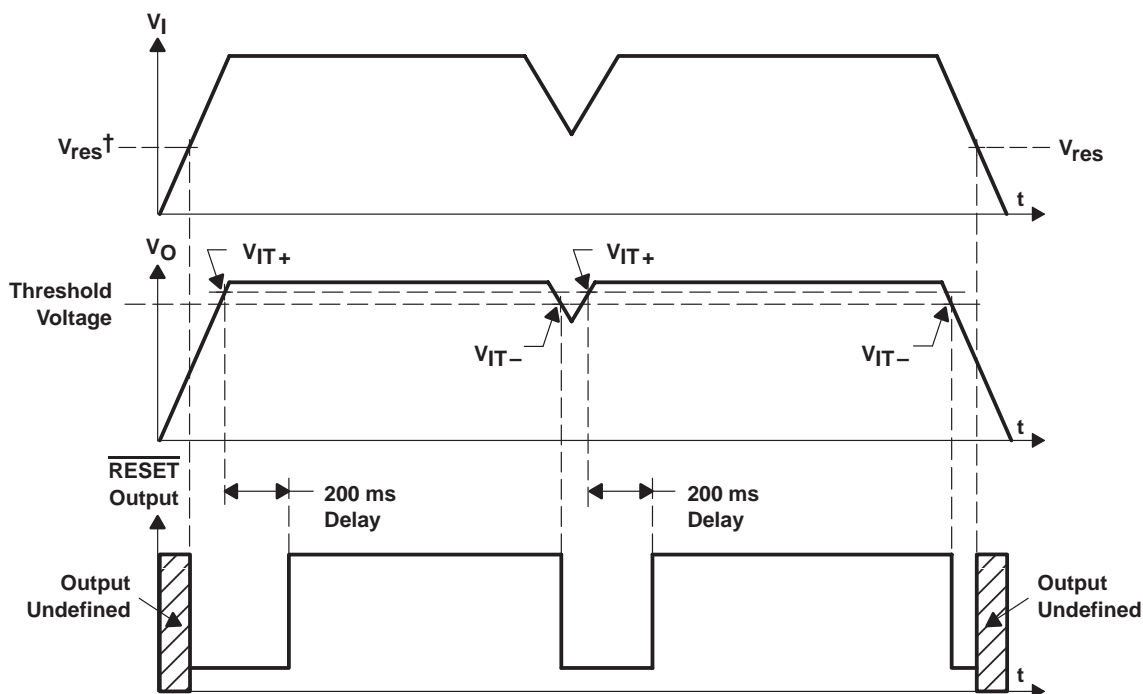 VI
Vres†
Vres
t
VO
VIT+
VIT+
Threshold
Voltage
VIT–
VIT–
t
RESET
Output
200 ms
Delay
200 ms
Delay
Output
Undefined
Output
Undefined
t